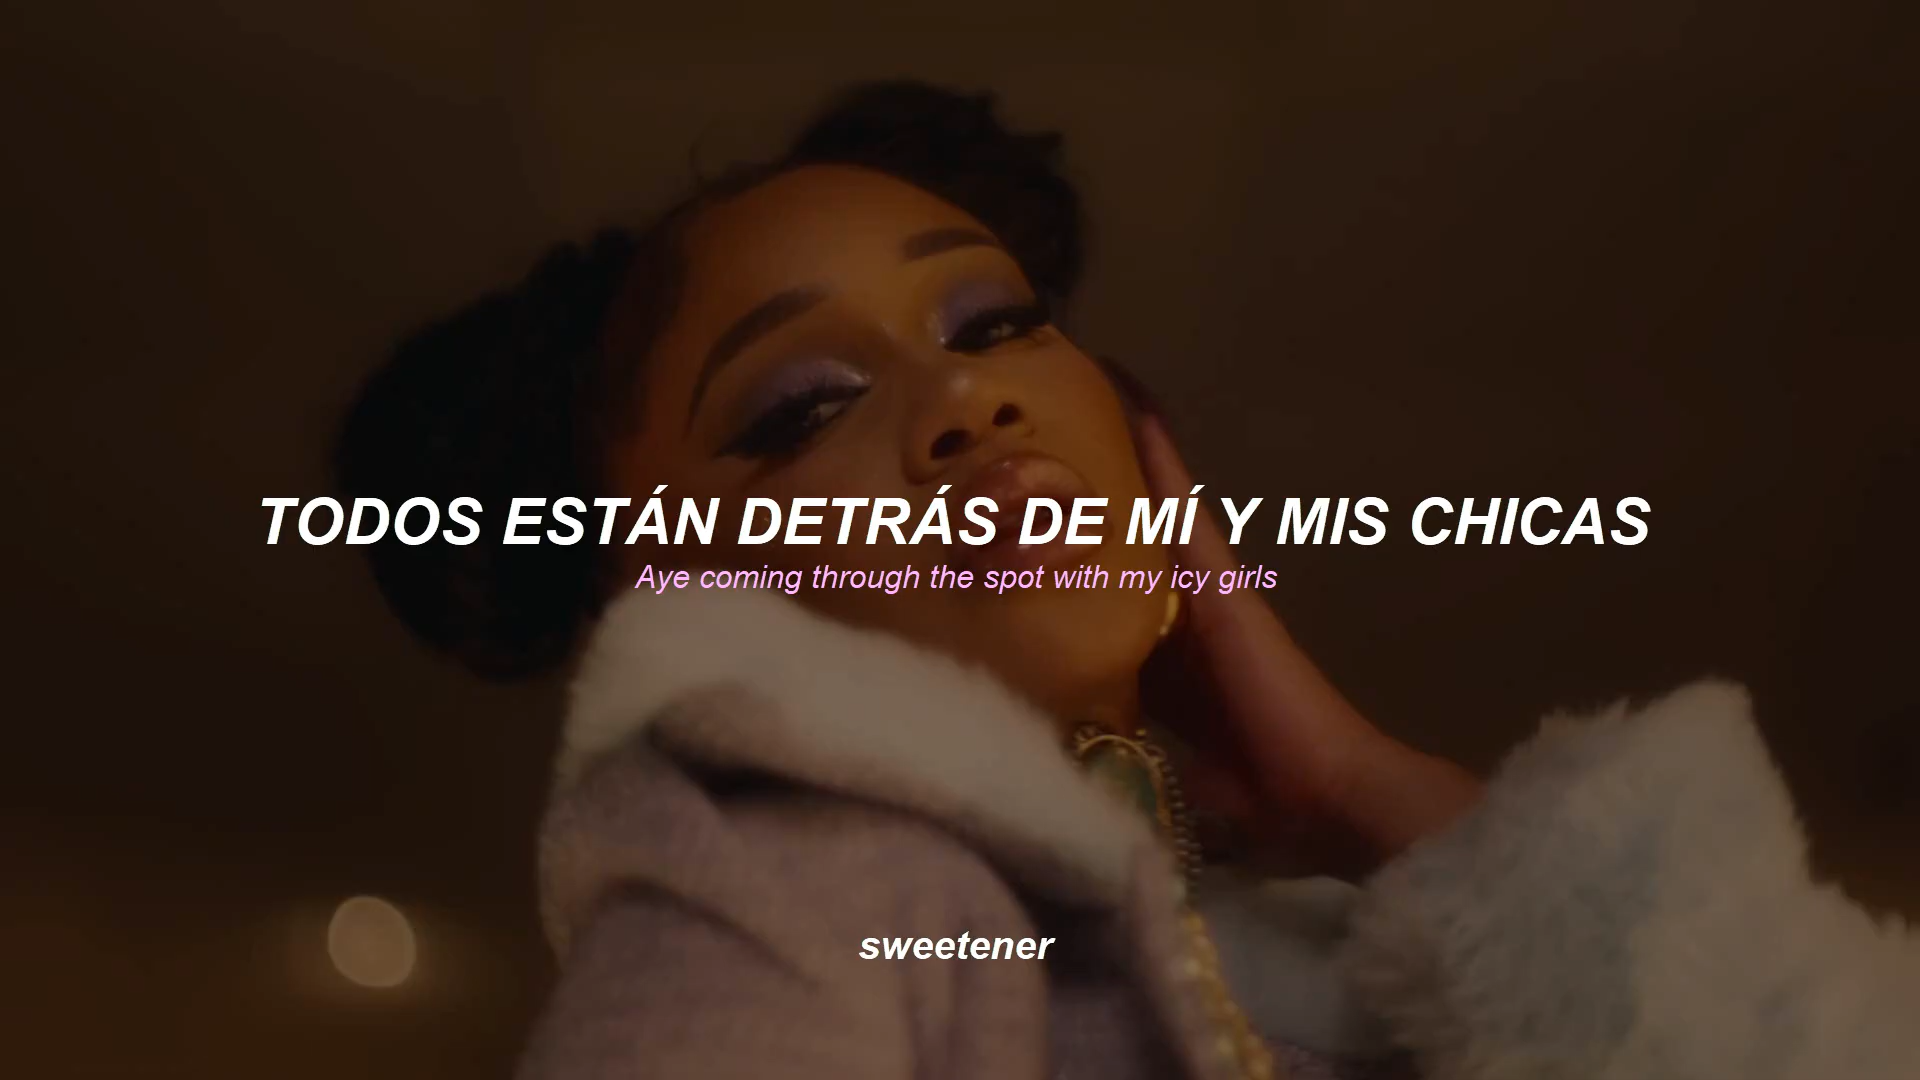 TODOS ESTÁN DETRÁS DE MÍ Y MIS CHICAS
Aye coming through the spot with my icy girls
sweetener